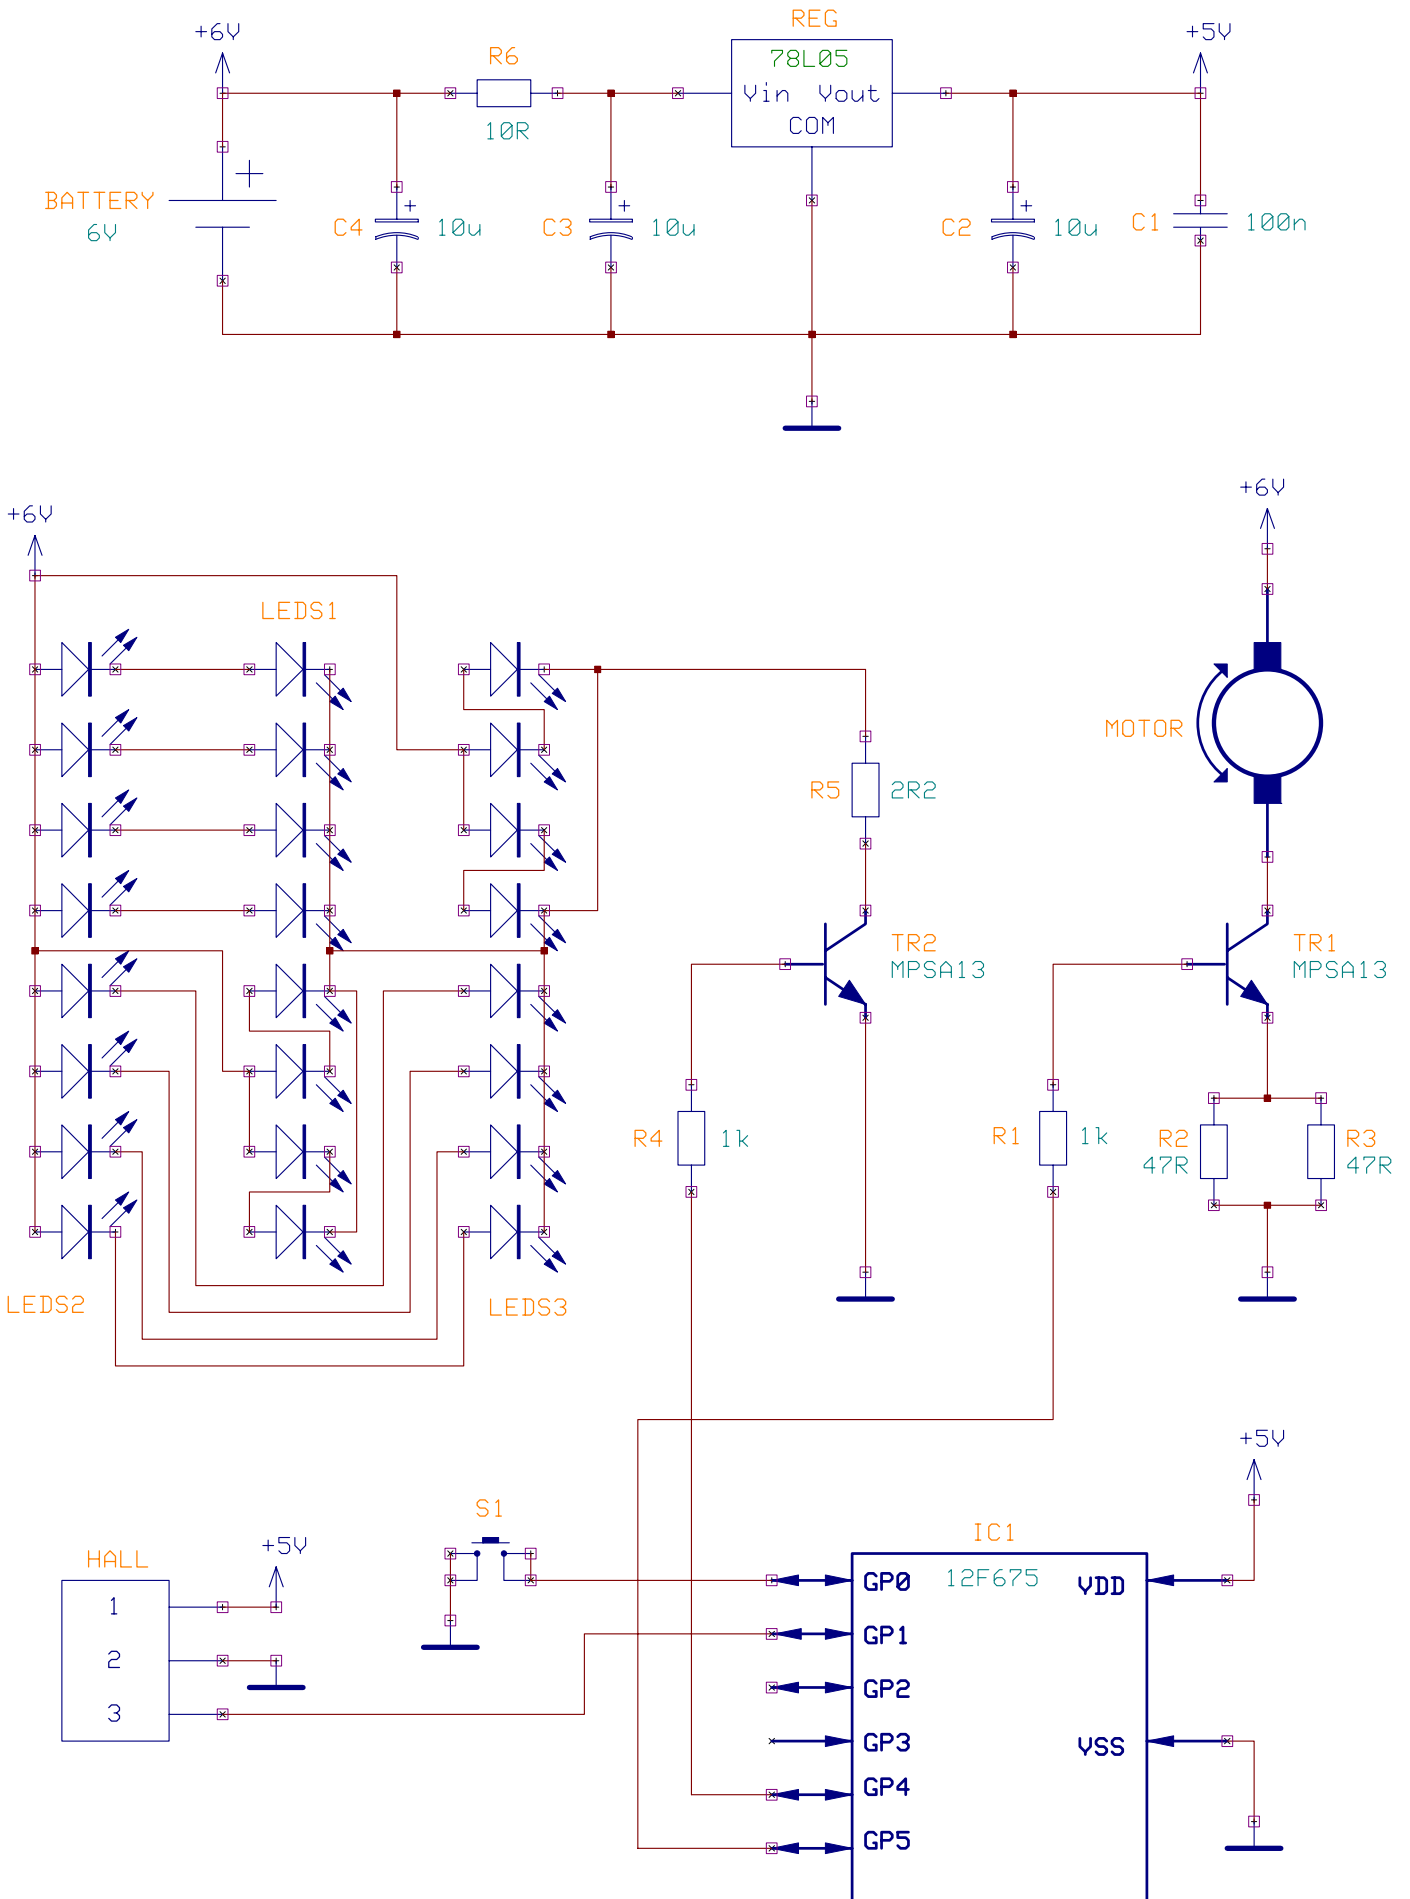 REG
+6V
+5V
R6
78L05
Vin Vout
10R
COM
BATTERY
6V
C4
10u
C3
10u
C2
10u
C1
100n
+6V
+6V
LEDS1
MOTOR
R5
2R2
TR2
MPSA13
TR1
MPSA13
R4
1k
R1
1k
R2
47R
R3
47R
LEDS2
LEDS3
+5V
S1
IC1
+5V
HALL
12F675
1
2
3
GP0
GP1
GP2
GP3
GP4
GP5
VDD
VSS